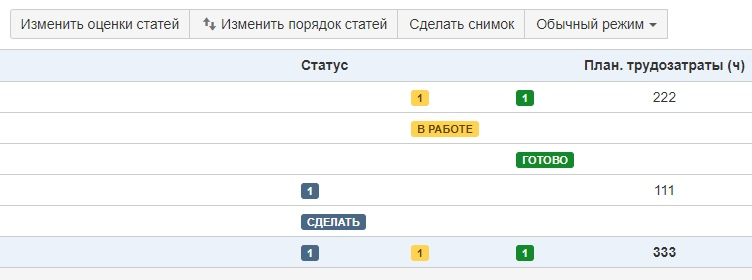 Изменить оценки статей Изменить порядок статей Сделать снимок Обычный режим
Статус План. трудозатраты (ч)
1 1 222
В РАБОТЕ
ГОТОВО
1 111
СДЕЛАТЬ
1 1 1 333